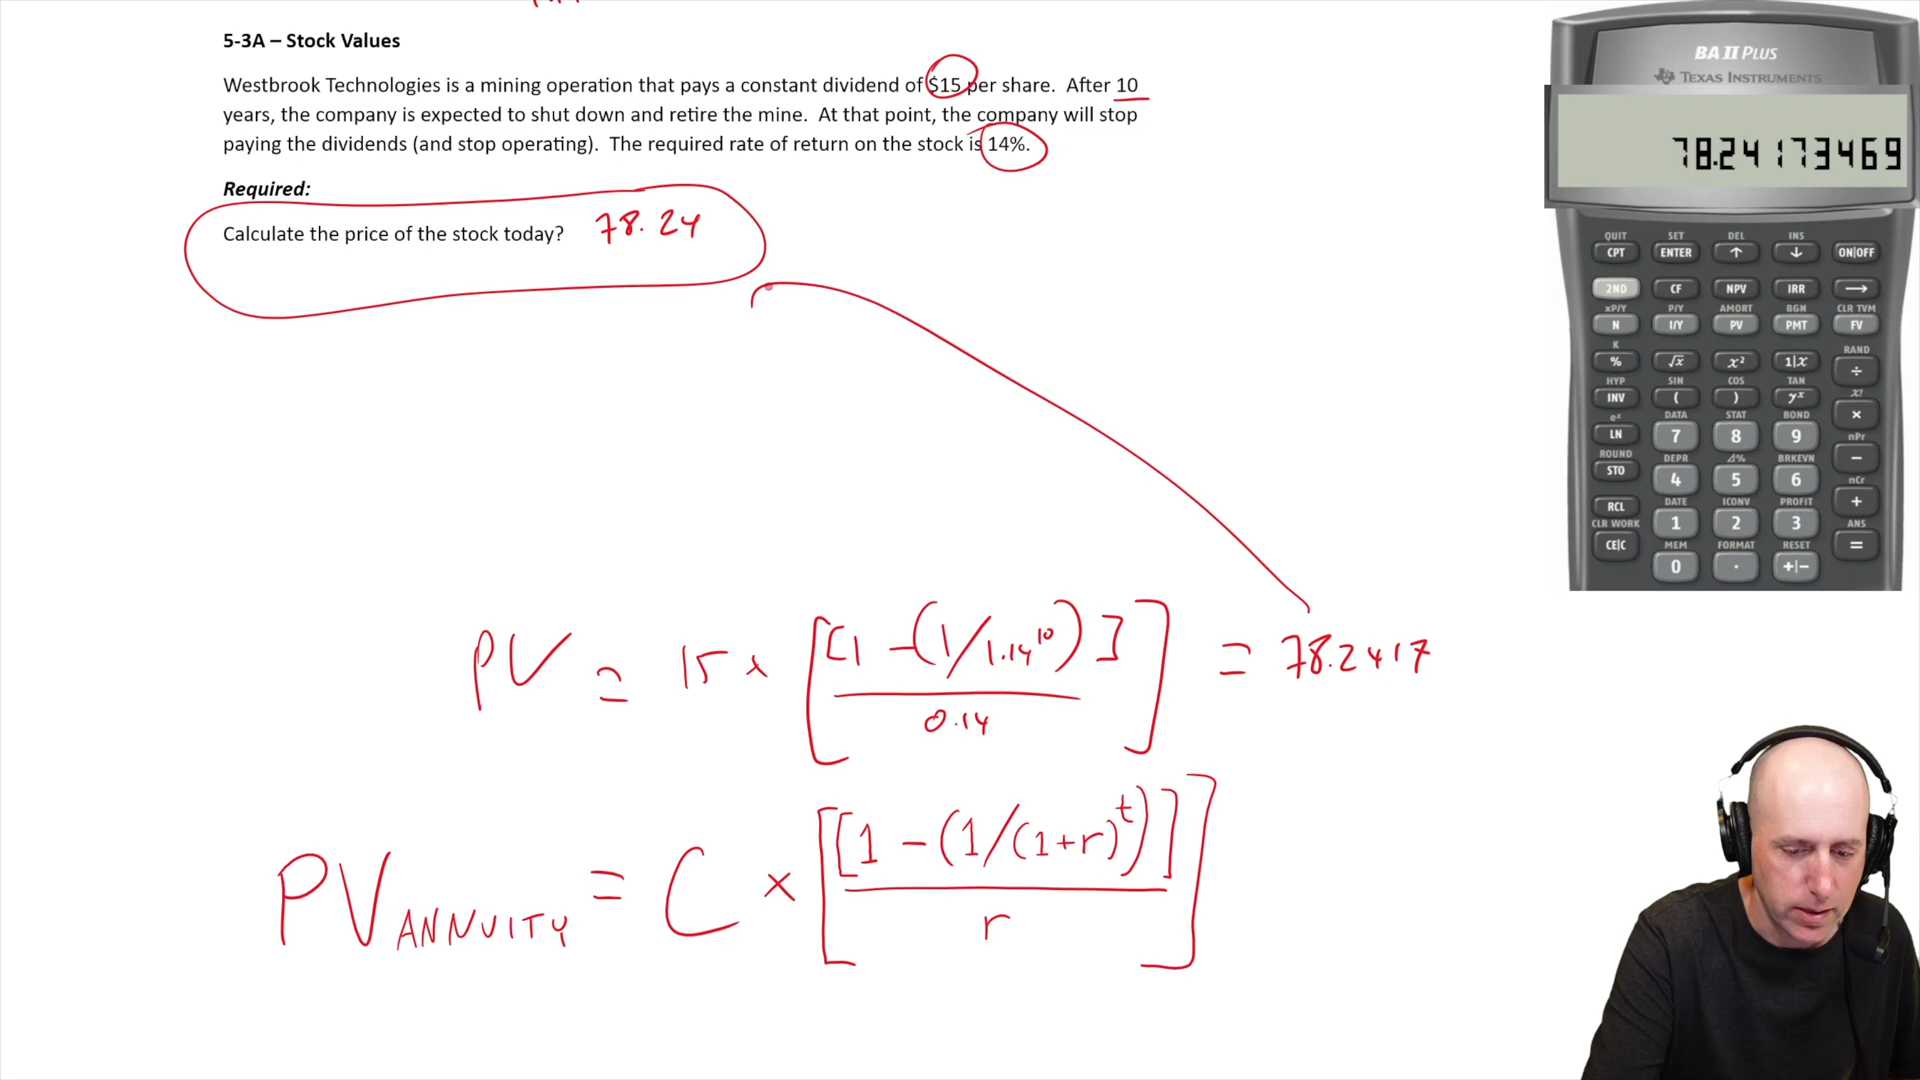 5-3A – Stock Values
Westbrook Technologies is a mining operation that pays a constant dividend of $15 per share. After 10
years, the company is expected to shut down and retire the mine. At that point, the company will stop
paying the dividends (and stop operating). The required rate of return on the stock is 14%.
Required:
Calculate the price of the stock today? 78.24
PV = 15 × [[1 - (1/1.14^10)]] = 78.2417
0.14
PV ANNUITY = C × [[1 - (1/(1+r)^t)]]
r
BA II PLUS
TEXAS INSTRUMENTS
78.24173469
QUIT SET DEL INS
CPT ENTER ↑ ↓ ON|OFF
2ND CF NPV IRR →
xP/Y P/Y AMORT BGN CLR TVM
N I/Y PV PMT FV
K RAND
% √x x² 1|x ÷
HYP SIN COS TAN x!
INV ( ) yˣ ×
eˣ DATA STAT BOND nPr
LN 7 8 9 −
ROUND DEPR Δ% BRKEVN nCr
STO 4 5 6 +
DATE ICONV PROFIT
RCL 1 2 3
CLR WORK ANS
CE|C MEM FORMAT RESET =
0 . +|−